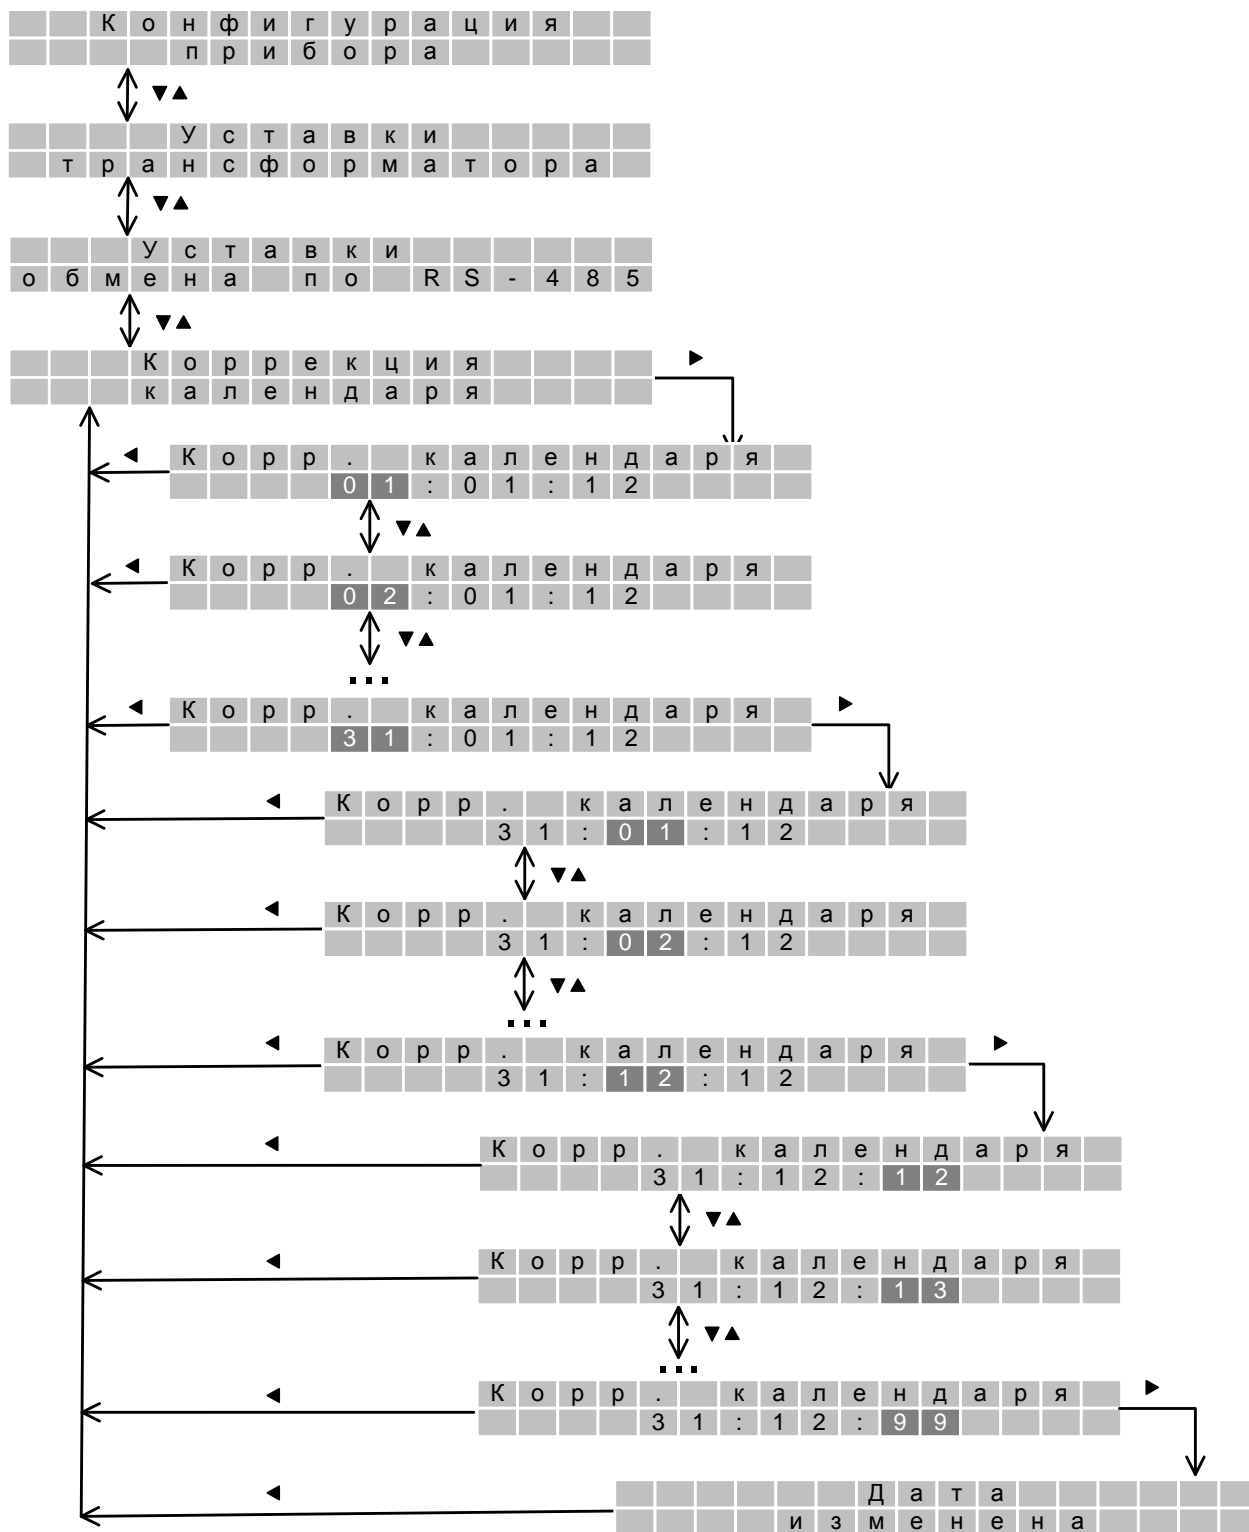 Конфигурация
прибора
▼▲
Уставки
трансформатора
▼▲
Уставки
обмена по RS-485
▼▲
Коррекция
календаря
►
◄
Корр. календаря
01:01:12
▼▲
◄
Корр. календаря
02:01:12
▼▲
...
◄
Корр. календаря
►
31:01:12
◄
Корр. календаря
31:01:12
▼▲
◄
Корр. календаря
31:02:12
▼▲
...
◄
Корр. календаря
►
31:12:12
◄
Корр. календаря
31:12:12
▼▲
◄
Корр. календаря
31:12:13
▼▲
...
◄
Корр. календаря
►
31:12:99
◄
Дата
изменена